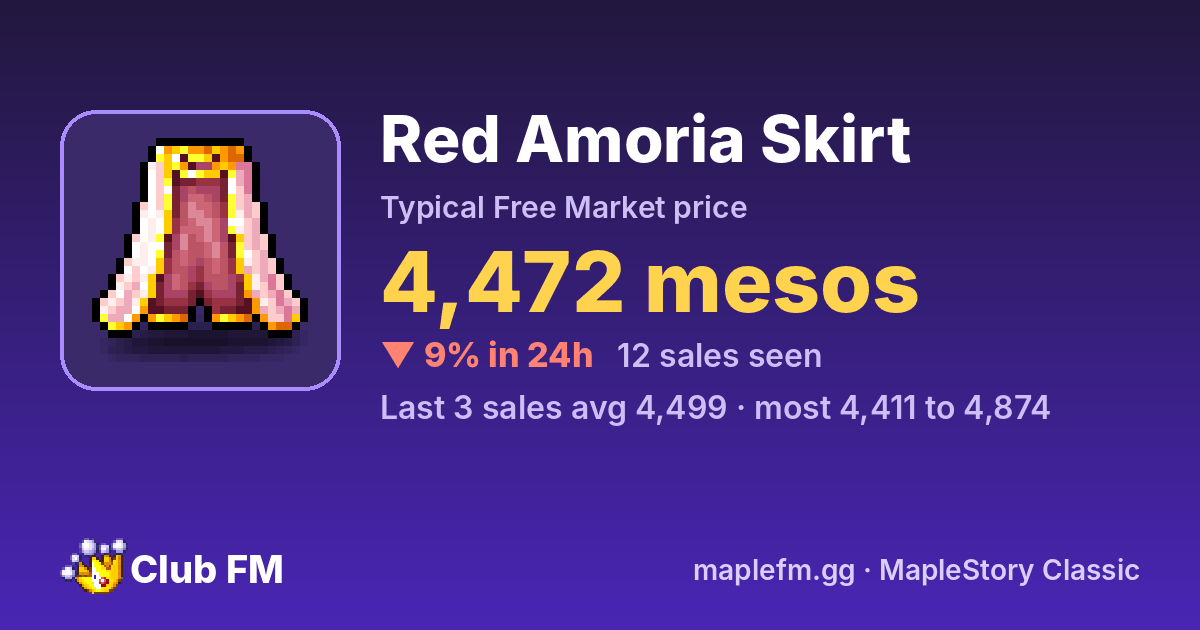 Red Amoria Skirt
Typical Free Market price
4,472 mesos
▼ 9% in 24h 12 sales seen
Last 3 sales avg 4,499 · most 4,411 to 4,874
Club FM
maplefm.gg · MapleStory Classic